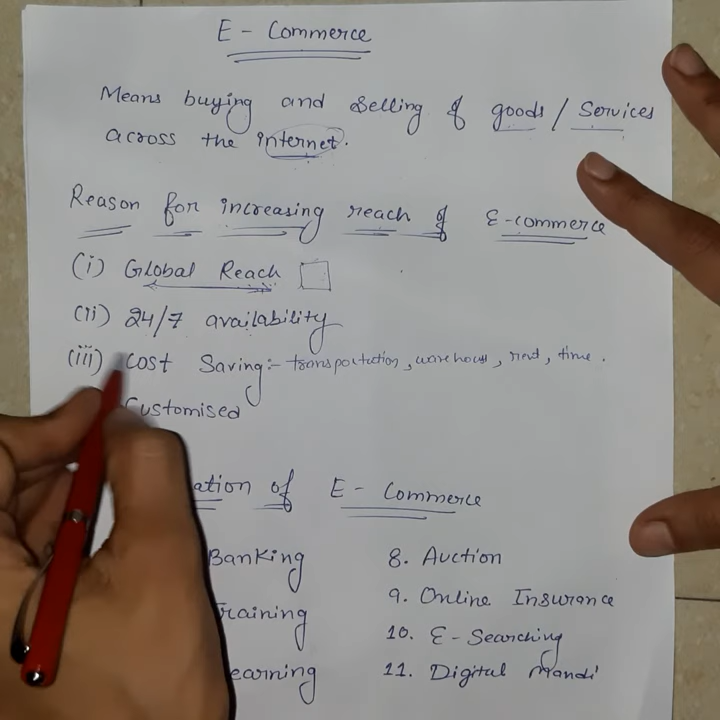 E - Commerce
Means buying and Selling of goods / Services
across the internet.
Reason for increasing reach of E-commerce
(i) Global Reach
(ii) 24/7 availability
(iii) Cost Saving:- transportation, warehouse, rent, time.
Customised
ation of E - Commerce
Banking
8. Auction
9. Online Insurance
Training
10. E-Searching
earning
11. Digital Mandi